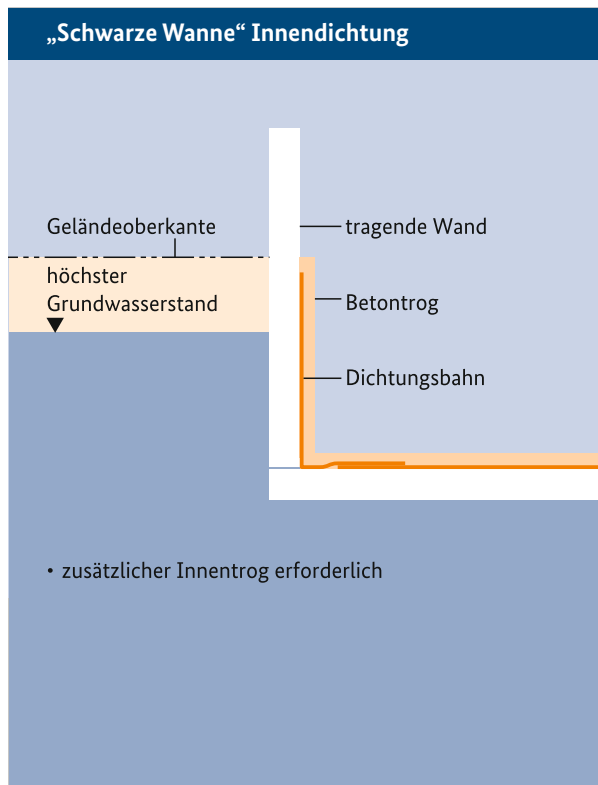 „Schwarze Wanne“ Innendichtung
Geländeoberkante
tragende Wand
höchster
Grundwasserstand
Betontrog
Dichtungsbahn
• zusätzlicher Innentrog erforderlich